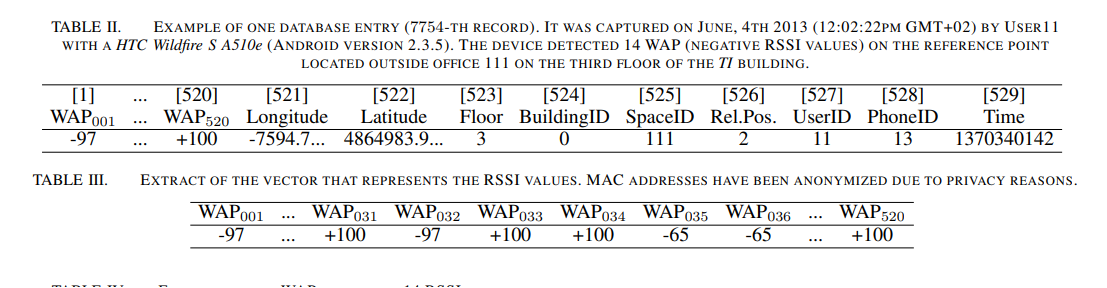 TABLE II. EXAMPLE OF ONE DATABASE ENTRY (7754-TH RECORD). IT WAS CAPTURED ON JUNE, 4TH 2013 (12:02:22PM GMT+02) BY USER11
WITH A HTC Wildfire S A510e (ANDROID VERSION 2.3.5). THE DEVICE DETECTED 14 WAP (NEGATIVE RSSI VALUES) ON THE REFERENCE POINT
LOCATED OUTSIDE OFFICE 111 ON THE THIRD FLOOR OF THE TI BUILDING.
[1] ... [520] [521] [522] [523] [524] [525] [526] [527] [528] [529]
WAP001 ... WAP520 Longitude Latitude Floor BuildingID SpaceID Rel.Pos. UserID PhoneID Time
-97 ... +100 -7594.7... 4864983.9... 3 0 111 2 11 13 1370340142
TABLE III. EXTRACT OF THE VECTOR THAT REPRESENTS THE RSSI VALUES. MAC ADDRESSES HAVE BEEN ANONYMIZED DUE TO PRIVACY REASONS.
WAP001 ... WAP031 WAP032 WAP033 WAP034 WAP035 WAP036 ... WAP520
-97 ... +100 -97 +100 +100 -65 -65 ... +100